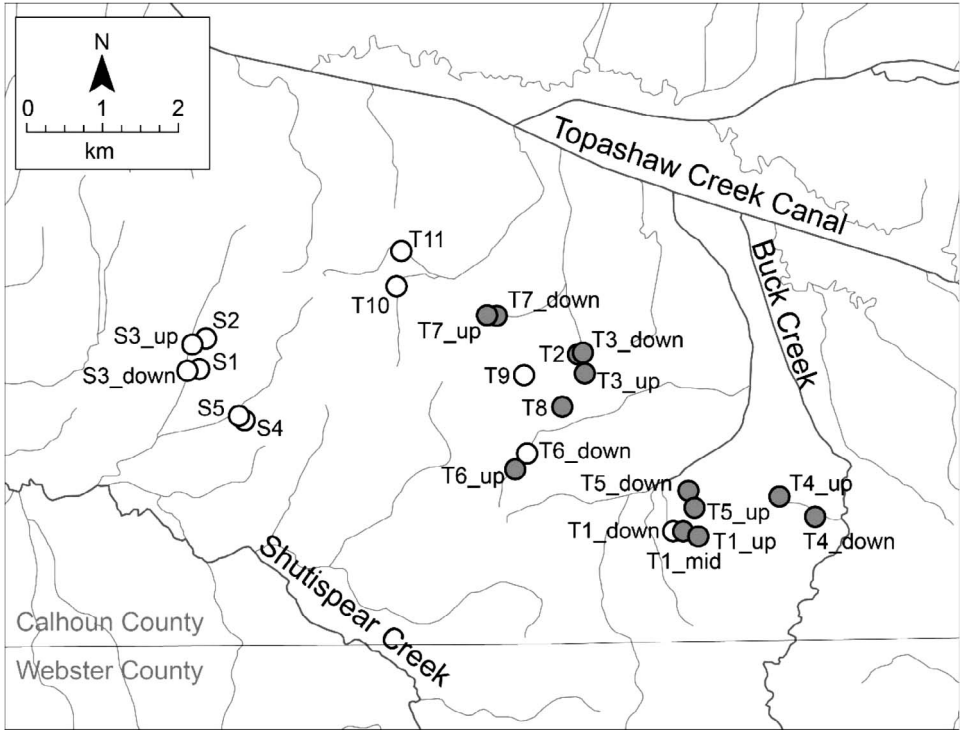 N
0 1 2
km
Topashaw Creek Canal
Buck Creek
T11
T10
T7_down
T7_up
S2
S3_up
S1
S3_down
T3_down
T2
T3_up
T9
T8
S5
S4
T6_down
T6_up
T5_down
T4_up
T5_up
T4_down
T1_down
T1_up
T1_mid
Shutispear Creek
Calhoun County
Webster County